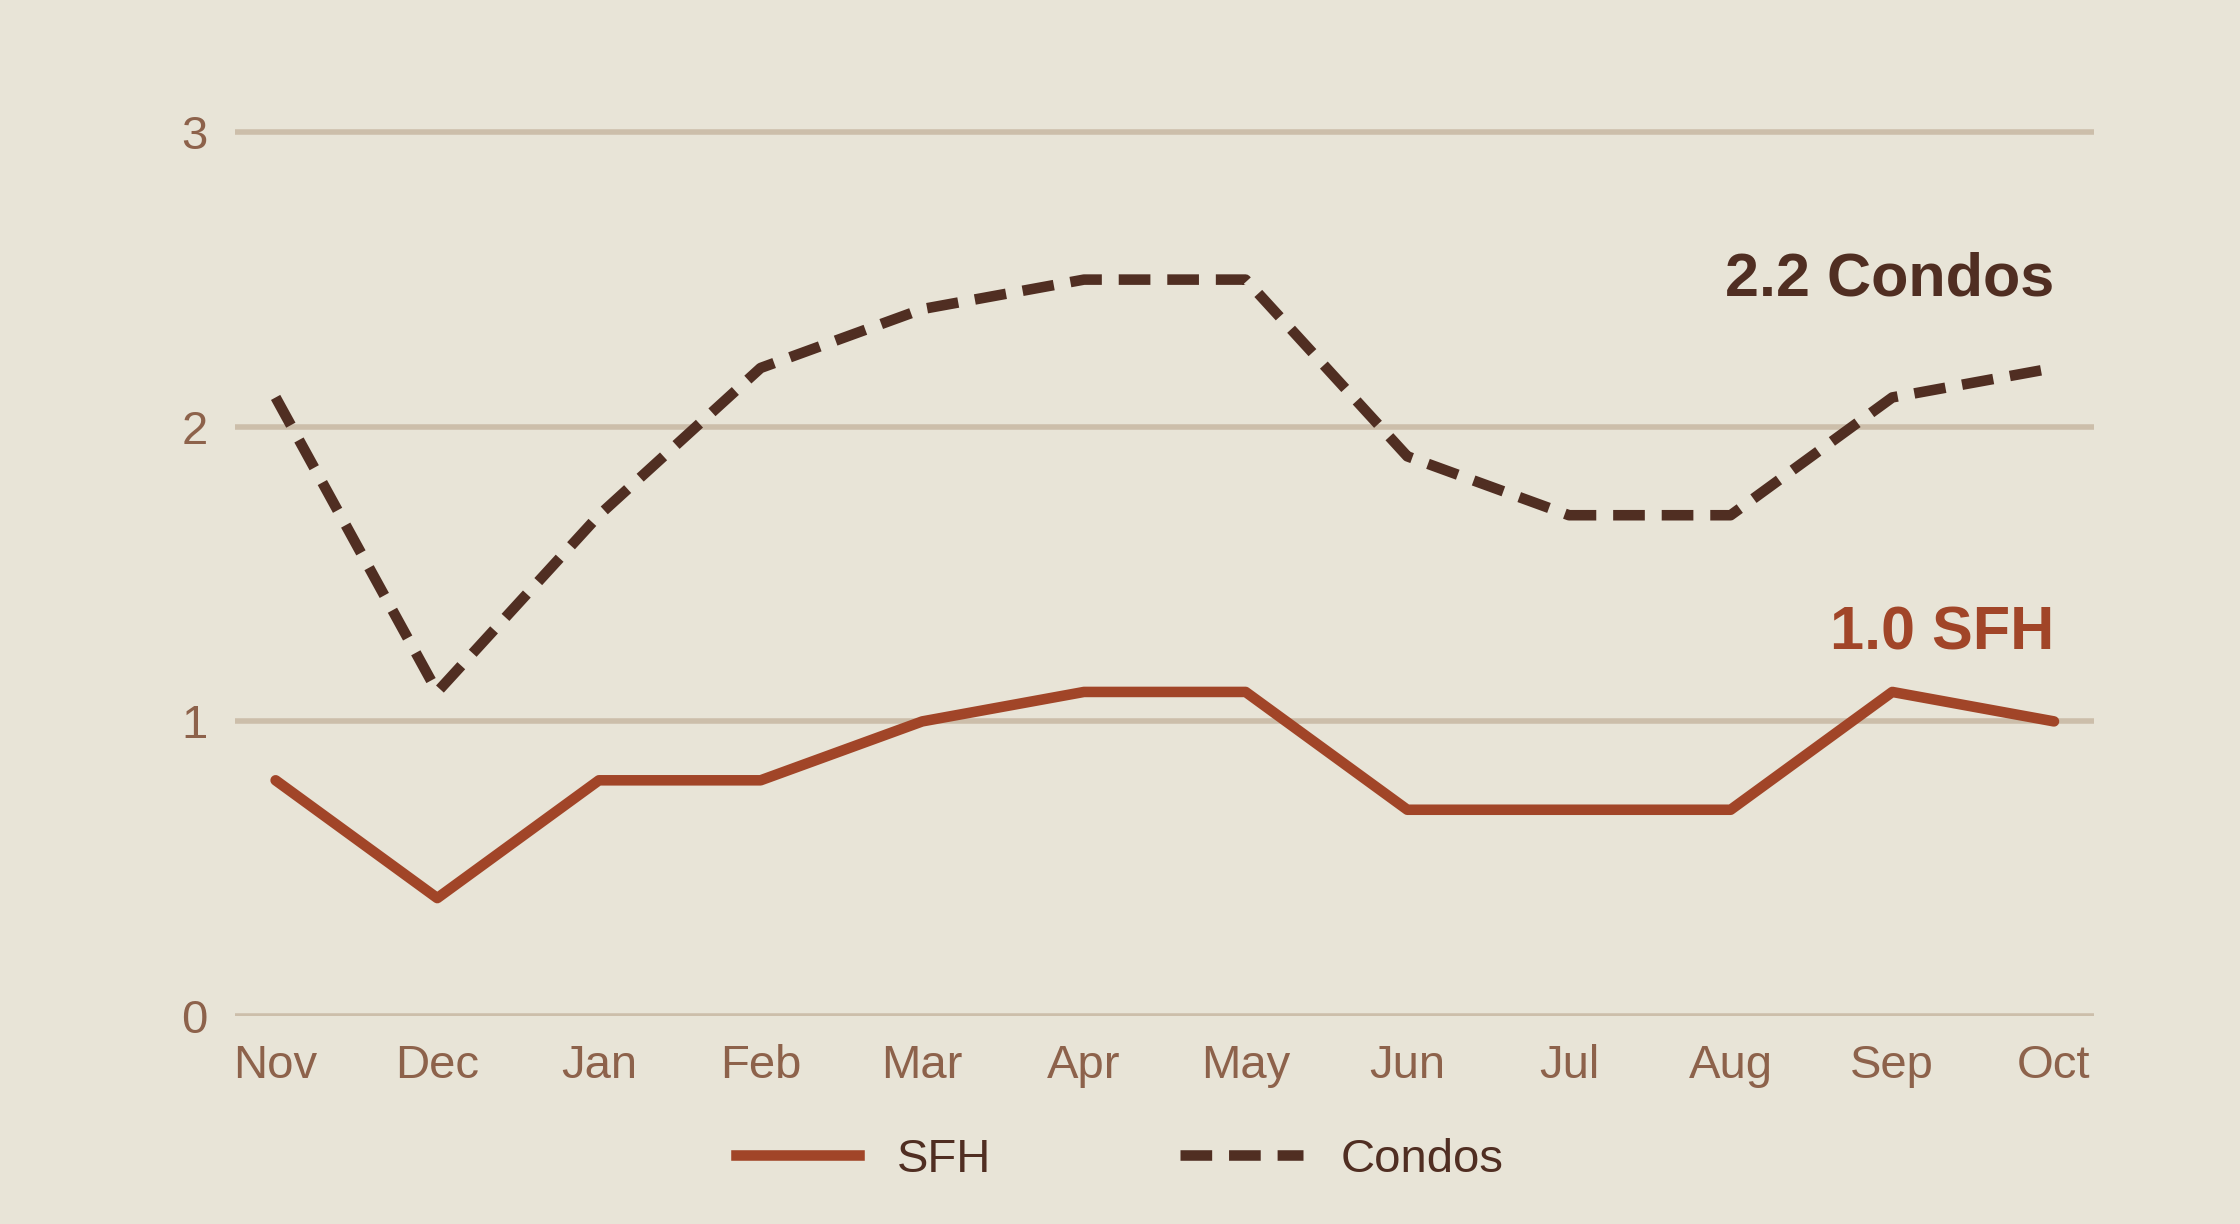 3
2.2 Condos
2
1.0 SFH
1
0
Nov Dec Jan Feb Mar Apr May Jun Jul Aug Sep Oct
SFH Condos